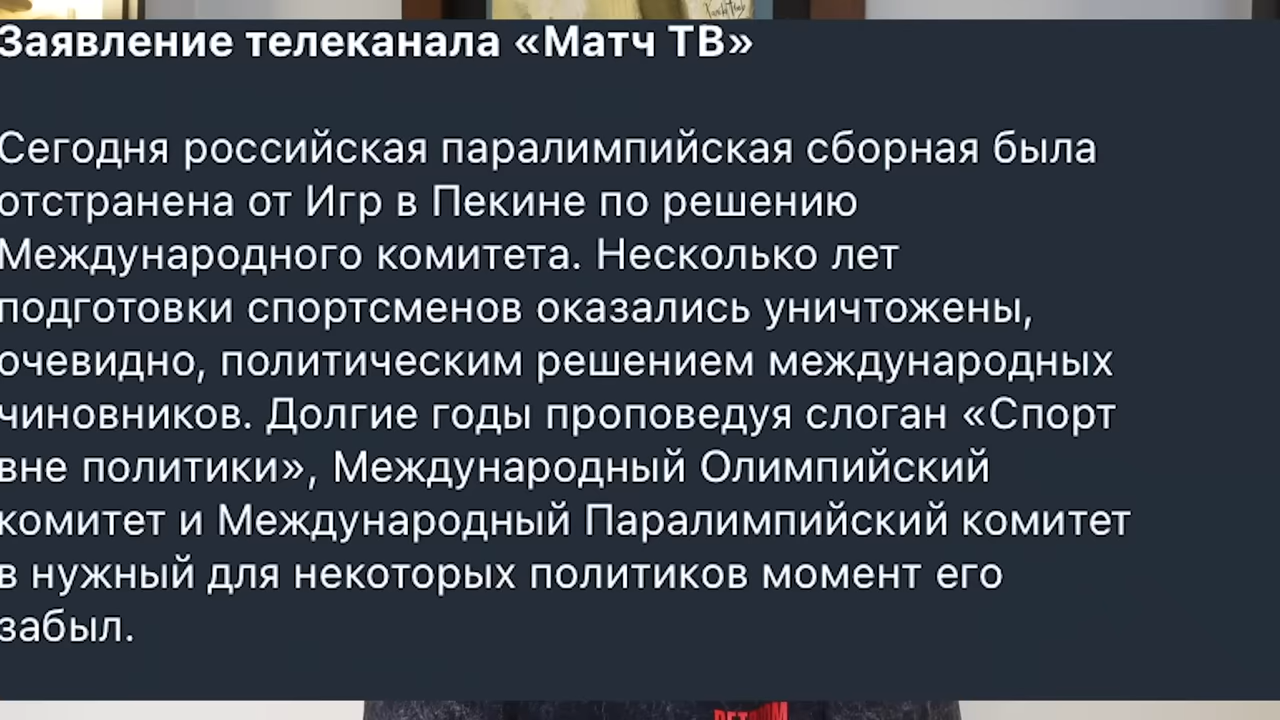 Заявление телеканала «Матч ТВ»
Сегодня российская паралимпийская сборная была
отстранена от Игр в Пекине по решению
Международного комитета. Несколько лет
подготовки спортсменов оказались уничтожены,
очевидно, политическим решением международных
чиновников. Долгие годы проповедуя слоган «Спорт
вне политики», Международный Олимпийский
комитет и Международный Паралимпийский комитет
в нужный для некоторых политиков момент его
забыл.